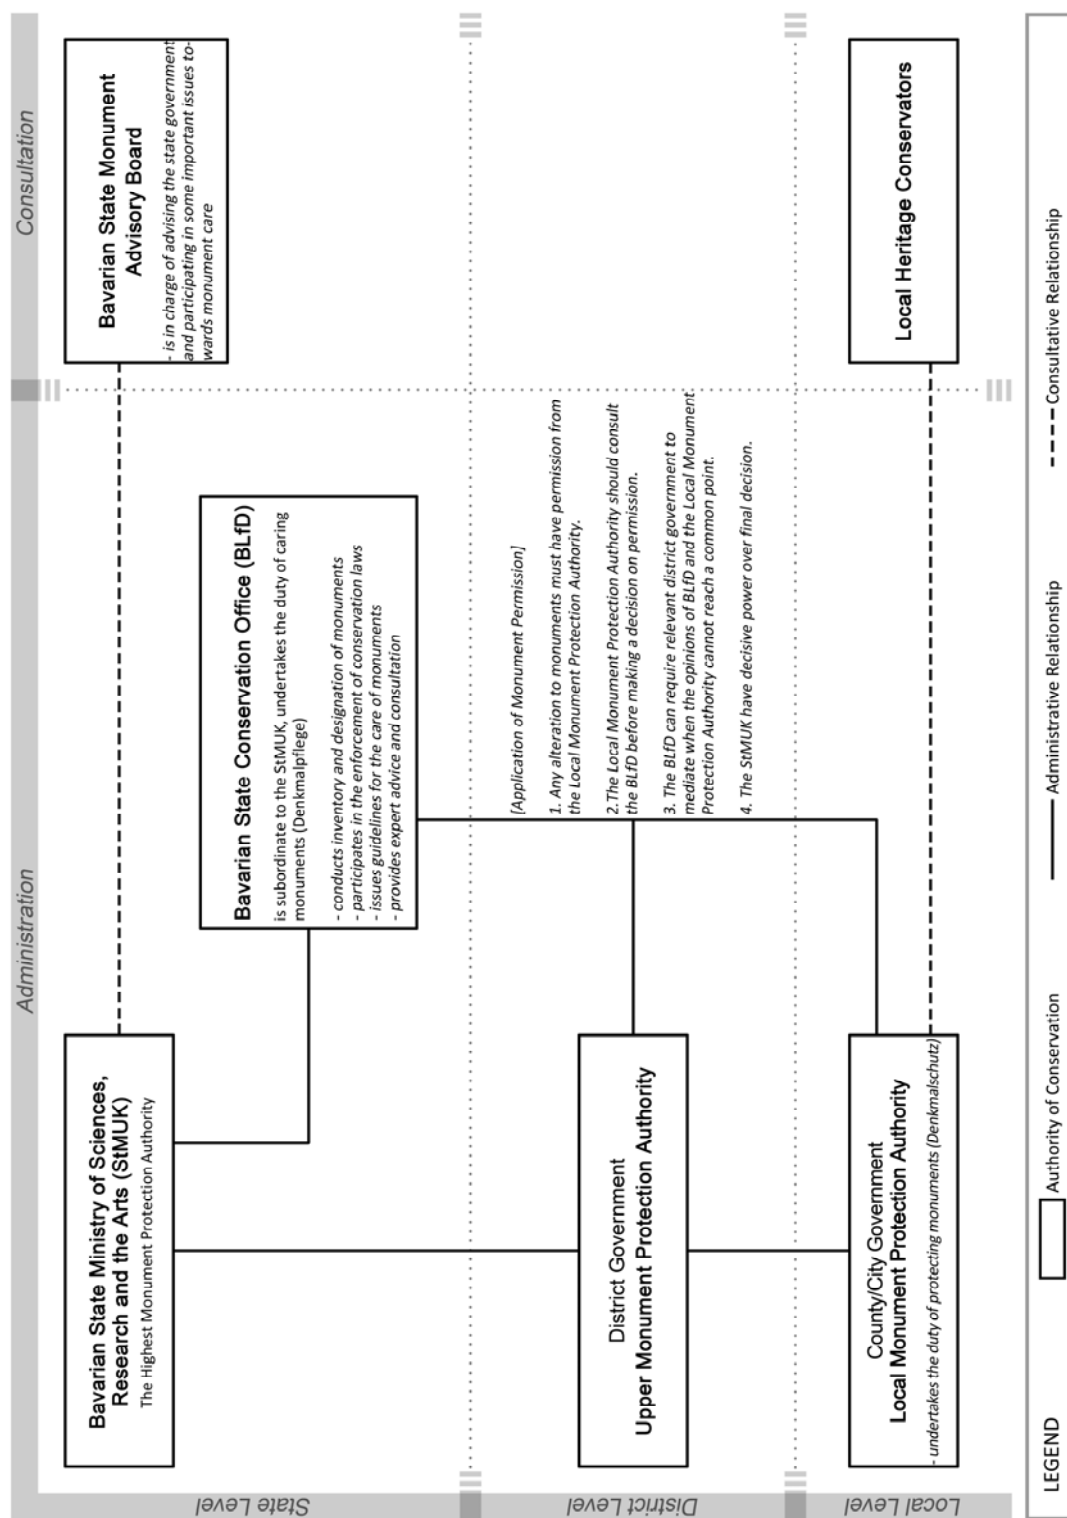 Administration
Consultation
State Level
District Level
Local Level
Bavarian State Ministry of Sciences,
Research and the Arts (StMUK)
The Highest Monument Protection Authority
Bavarian State Monument
Advisory Board
- is in charge of advising the state government
and participating in some important issues to-
wards monument care
Bavarian State Conservation Office (BLfD)
is subordinate to the StMUK, undertakes the duty of caring
monuments (Denkmalpflege)
- conducts inventory and designation of monuments
- participates in the enforcement of conservation laws
- issues guidelines for the care of monuments
- provides expert advice and consultation
[Application of Monument Permission]
1. Any alteration to monuments must have permission from
the Local Monument Protection Authority.
2.The Local Monument Protection Authority should consult
the BLfD before making a decision on permission.
3. The BLfD can require relevant district government to
mediate when the opinions of BLfD and the Local Monument
Protection Authority cannot reach a common point.
4. The StMUK have decisive power over final decision.
District Government
Upper Monument Protection Authority
County/City Government
Local Monument Protection Authority
- undertakes the duty of protecting monuments (Denkmalschutz)
Local Heritage Conservators
LEGEND
Authority of Conservation
Administrative Relationship
Consultative Relationship